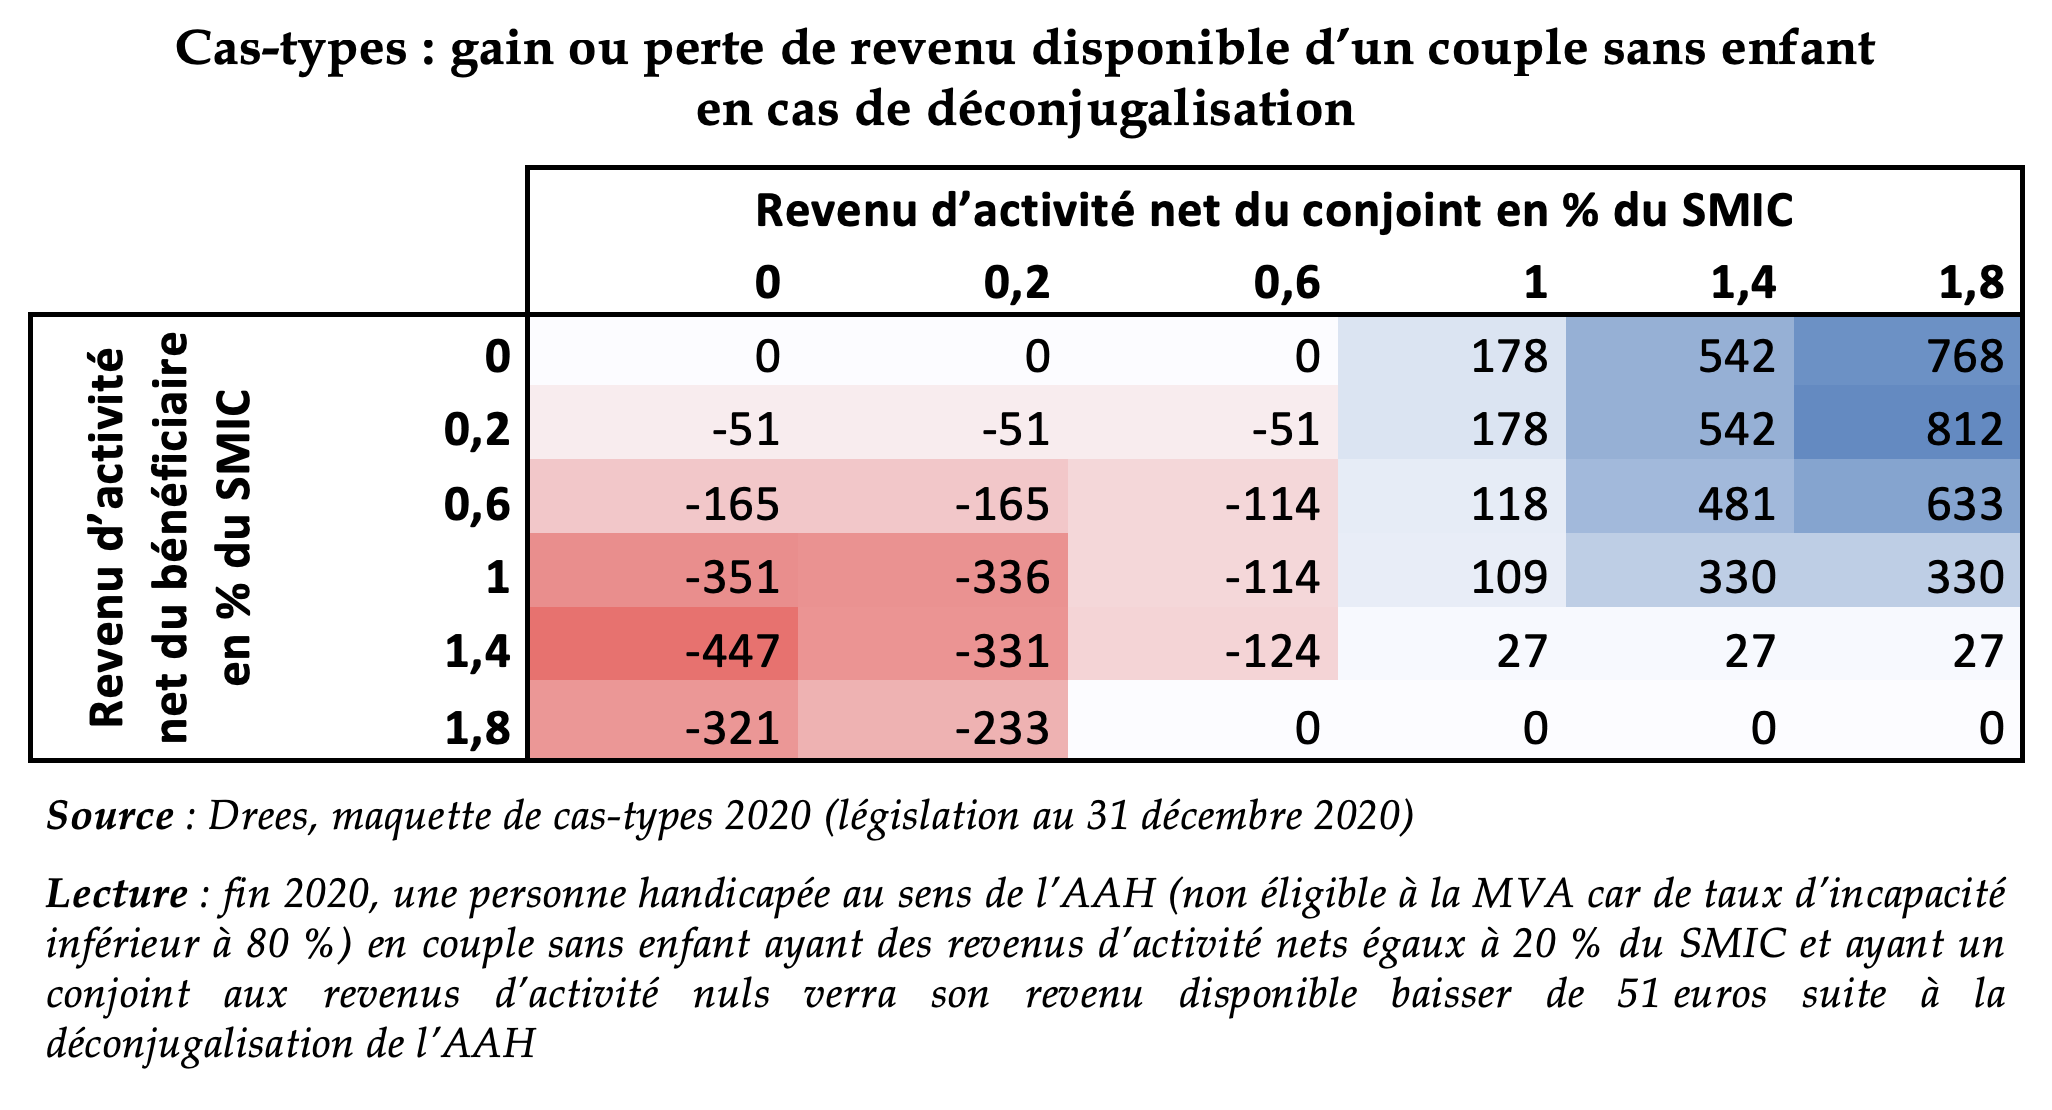 Cas-types : gain ou perte de revenu disponible d’un couple sans enfant
en cas de déconjugalisation
Revenu d’activité net du conjoint en % du SMIC
0 0,2 0,6 1 1,4 1,8
Revenu d’activité
net du bénéficiaire
en % du SMIC
0 0 0 0 178 542 768
0,2 -51 -51 -51 178 542 812
0,6 -165 -165 -114 118 481 633
1 -351 -336 -114 109 330 330
1,4 -447 -331 -124 27 27 27
1,8 -321 -233 0 0 0 0
Source : Drees, maquette de cas-types 2020 (législation au 31 décembre 2020)
Lecture : fin 2020, une personne handicapée au sens de l’AAH (non éligible à la MVA car de taux d’incapacité
inférieur à 80 %) en couple sans enfant ayant des revenus d’activité nets égaux à 20 % du SMIC et ayant un
conjoint aux revenus d’activité nuls verra son revenu disponible baisser de 51 euros suite à la
déconjugalisation de l’AAH